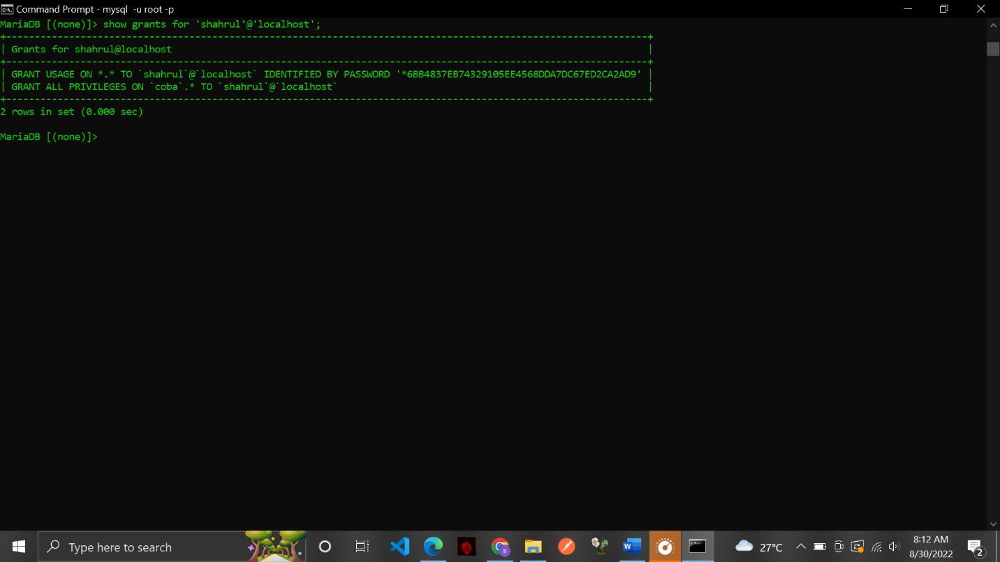 Command Prompt - mysql -u root -p
MariaDB [(none)]> show grants for 'shahrul'@'localhost';
+----------------------------------------------------------------------------------------------------------------+
| Grants for shahrul@localhost |
+----------------------------------------------------------------------------------------------------------------+
| GRANT USAGE ON *.* TO `shahrul`@`localhost` IDENTIFIED BY PASSWORD '*6BB4837EB74329105EE4568DDA7DC67ED2CA2AD9' |
| GRANT ALL PRIVILEGES ON `coba`.* TO `shahrul`@`localhost` |
+----------------------------------------------------------------------------------------------------------------+
2 rows in set (0.000 sec)
MariaDB [(none)]>
Type here to search
27°C
8:12 AM
8/30/2022
2